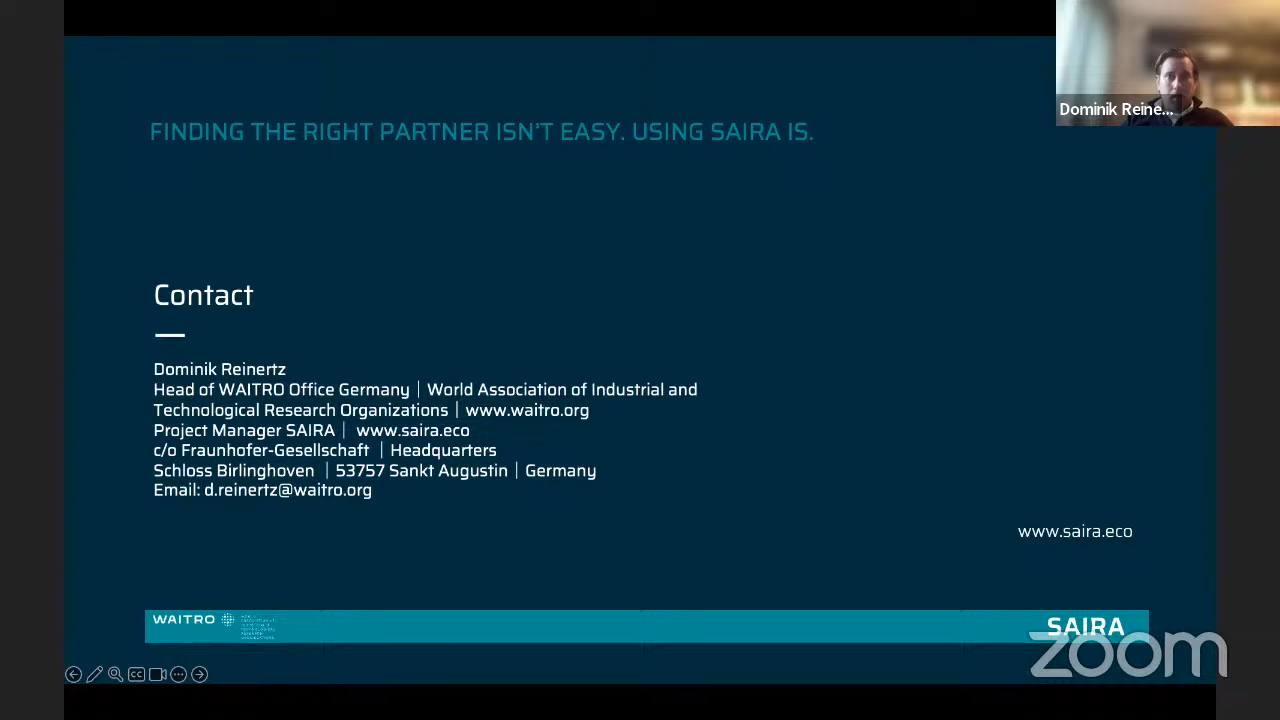 Dominik Reine...
FINDING THE RIGHT PARTNER ISN'T EASY. USING SAIRA IS.
Contact
Dominik Reinertz
Head of WAITRO Office Germany | World Association of Industrial and
Technological Research Organizations | www.waitro.org
Project Manager SAIRA | www.saira.eco
c/o Fraunhofer-Gesellschaft | Headquarters
Schloss Birlinghoven | 53757 Sankt Augustin | Germany
Email: d.reinertz@waitro.org
www.saira.eco
WAITRO
SAIRA
zoom
CC